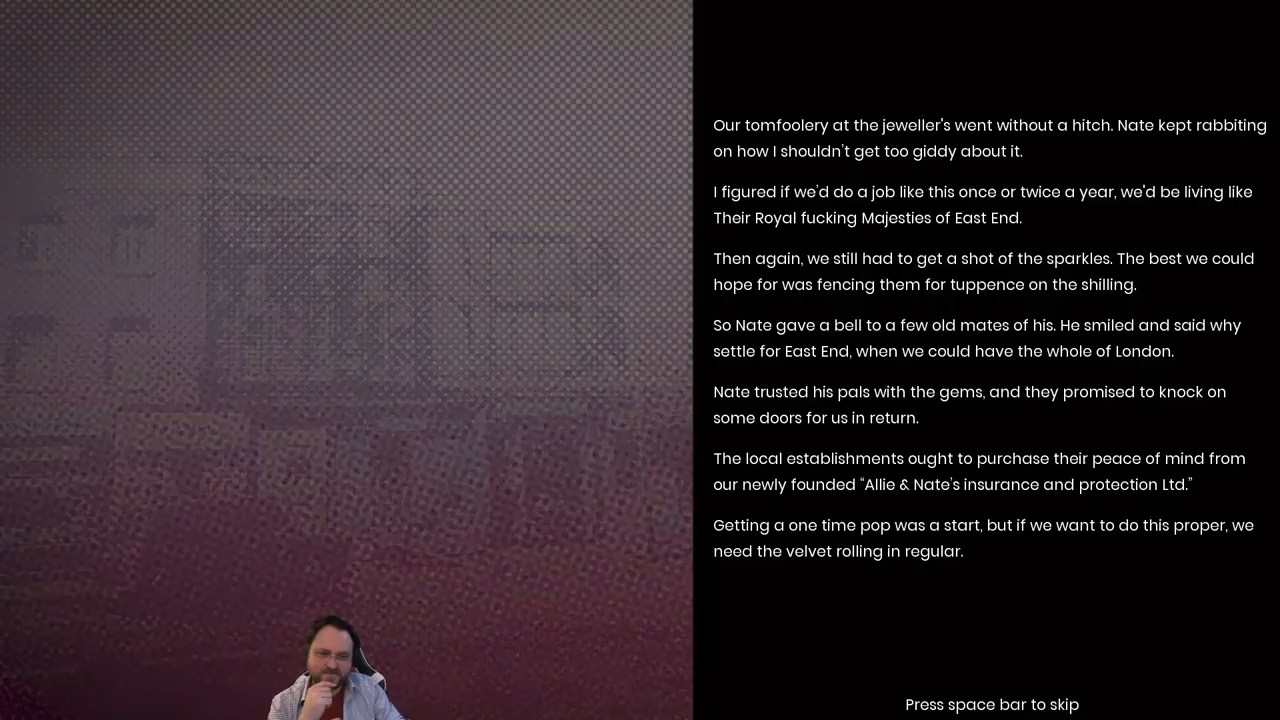 Our tomfoolery at the jeweller's went without a hitch. Nate kept rabbiting
on how I shouldn't get too giddy about it.
I figured if we'd do a job like this once or twice a year, we'd be living like
Their Royal fucking Majesties of East End.
Then again, we still had to get a shot of the sparkles. The best we could
hope for was fencing them for tuppence on the shilling.
So Nate gave a bell to a few old mates of his. He smiled and said why
settle for East End, when we could have the whole of London.
Nate trusted his pals with the gems, and they promised to knock on
some doors for us in return.
The local establishments ought to purchase their peace of mind from
our newly founded “Allie & Nate's insurance and protection Ltd.”
Getting a one time pop was a start, but if we want to do this proper, we
need the velvet rolling in regular.
Press space bar to skip